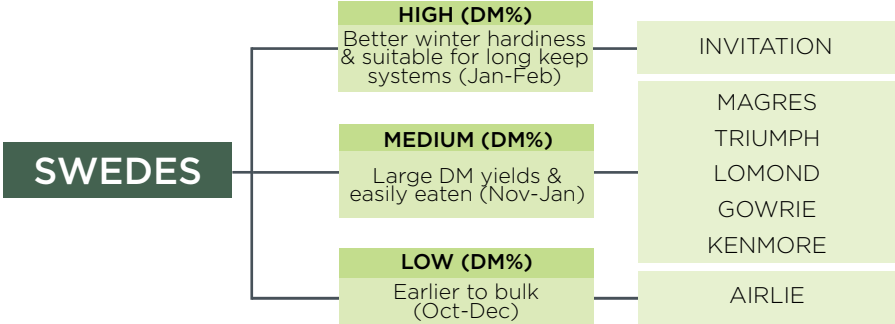 SWEDES
HIGH (DM%)
Better winter hardiness
& suitable for long keep
systems (Jan-Feb)
INVITATION
MEDIUM (DM%)
Large DM yields &
easily eaten (Nov-Jan)
MAGRES
TRIUMPH
LOMOND
GOWRIE
KENMORE
LOW (DM%)
Earlier to bulk
(Oct-Dec)
AIRLIE